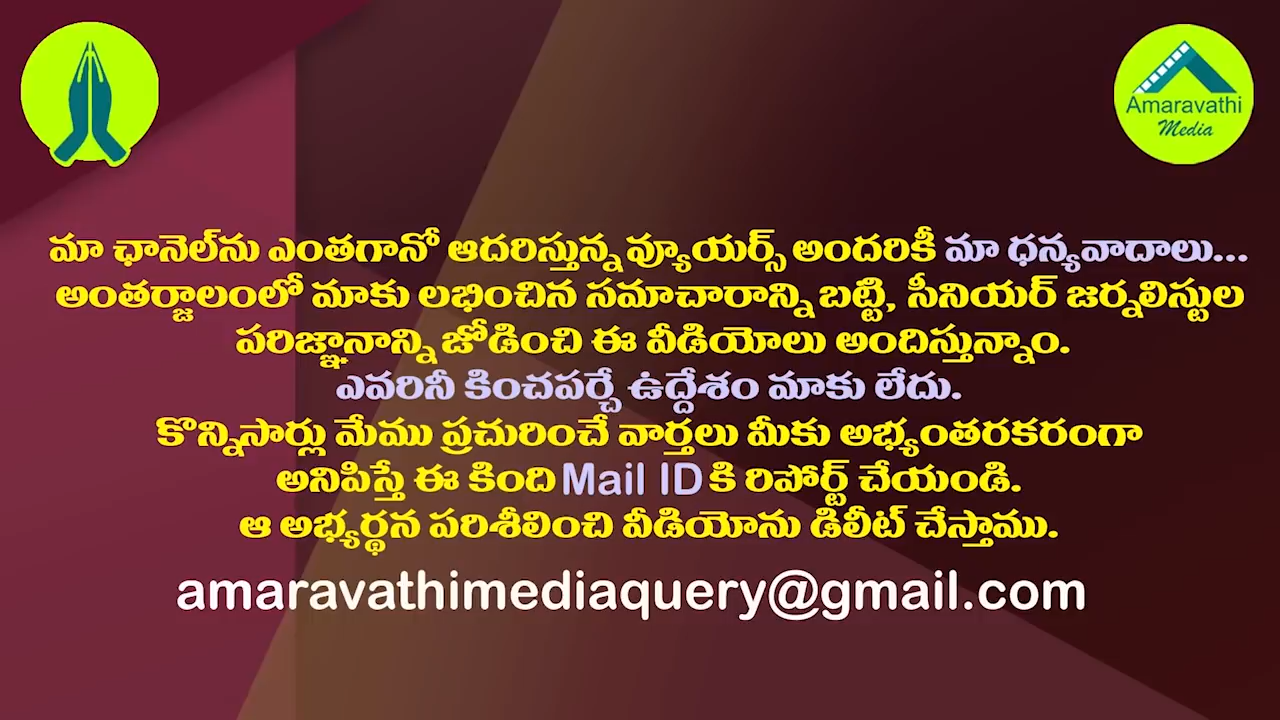 Amaravathi
Media
మా ఛానెల్‌ను ఎంతగానో ఆదరిస్తున్న వ్యూయర్స్ అందరికీ మా ధన్యవాదాలు...
అంతర్జాలంలో మాకు లభించిన సమాచారాన్ని బట్టి, సీనియర్ జర్నలిస్టుల
పరిజ్ఞానాన్ని జోడించి ఈ వీడియోలు అందిస్తున్నాం.
ఎవరినీ కించపర్చే ఉద్దేశం మాకు లేదు.
కొన్నిసార్లు మేము ప్రచురించే వార్తలు మీకు అభ్యంతరకరంగా
అనిపిస్తే ఈ కింది Mail ID కి రిపోర్ట్ చేయండి.
ఆ అభ్యర్థన పరిశీలించి వీడియోను డిలీట్ చేస్తాము.
amaravathimediaquery@gmail.com